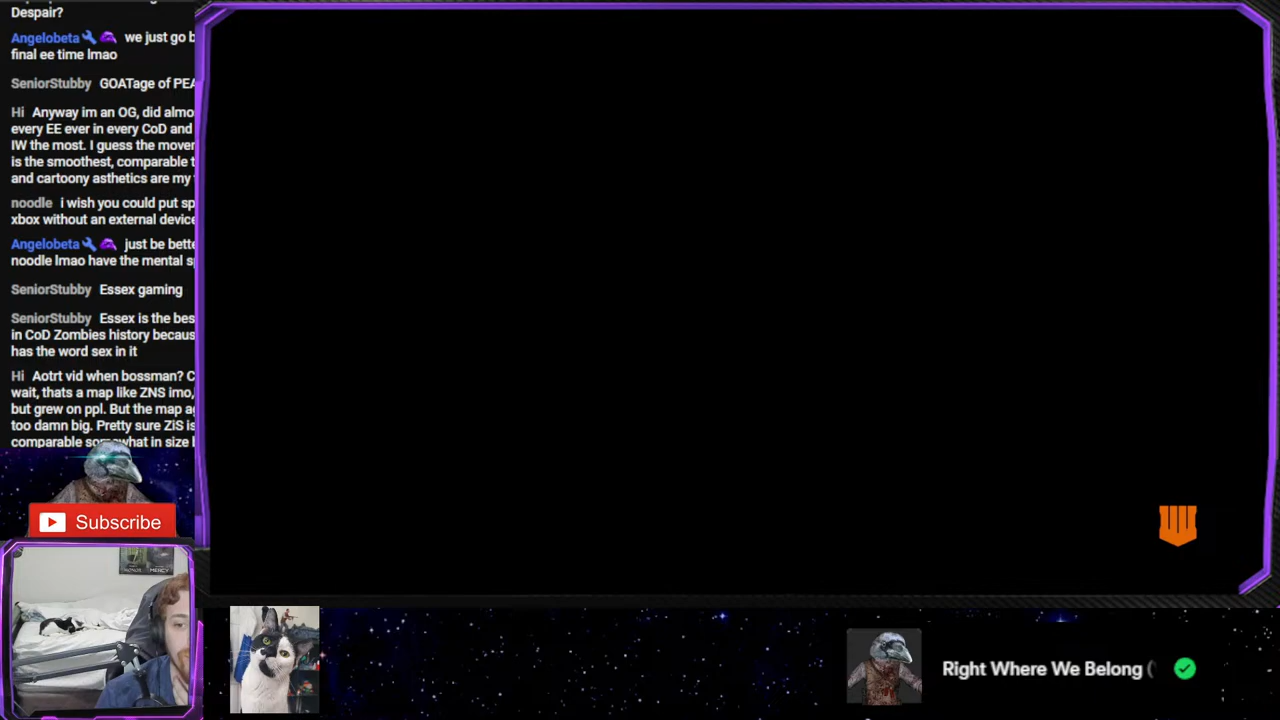 Despair?
Angelobeta we just go b
final ee time lmao
SeniorStubby GOATage of PEA
Hi Anyway im an OG, did almo
every EE ever in every CoD and
IW the most. I guess the mover
is the smoothest, comparable t
and cartoony asthetics are my
noodle i wish you could put sp
xbox without an external device
Angelobeta just be bette
noodle lmao have the mental s
SeniorStubby Essex gaming
SeniorStubby Essex is the bes
in CoD Zombies history becaus
has the word sex in it
Hi Aotrt vid when bossman? C
wait, thats a map like ZNS imo,
but grew on ppl. But the map a
too damn big. Pretty sure ZiS is
comparable somewhat in size
Subscribe
MERCY
Right Where We Belong (